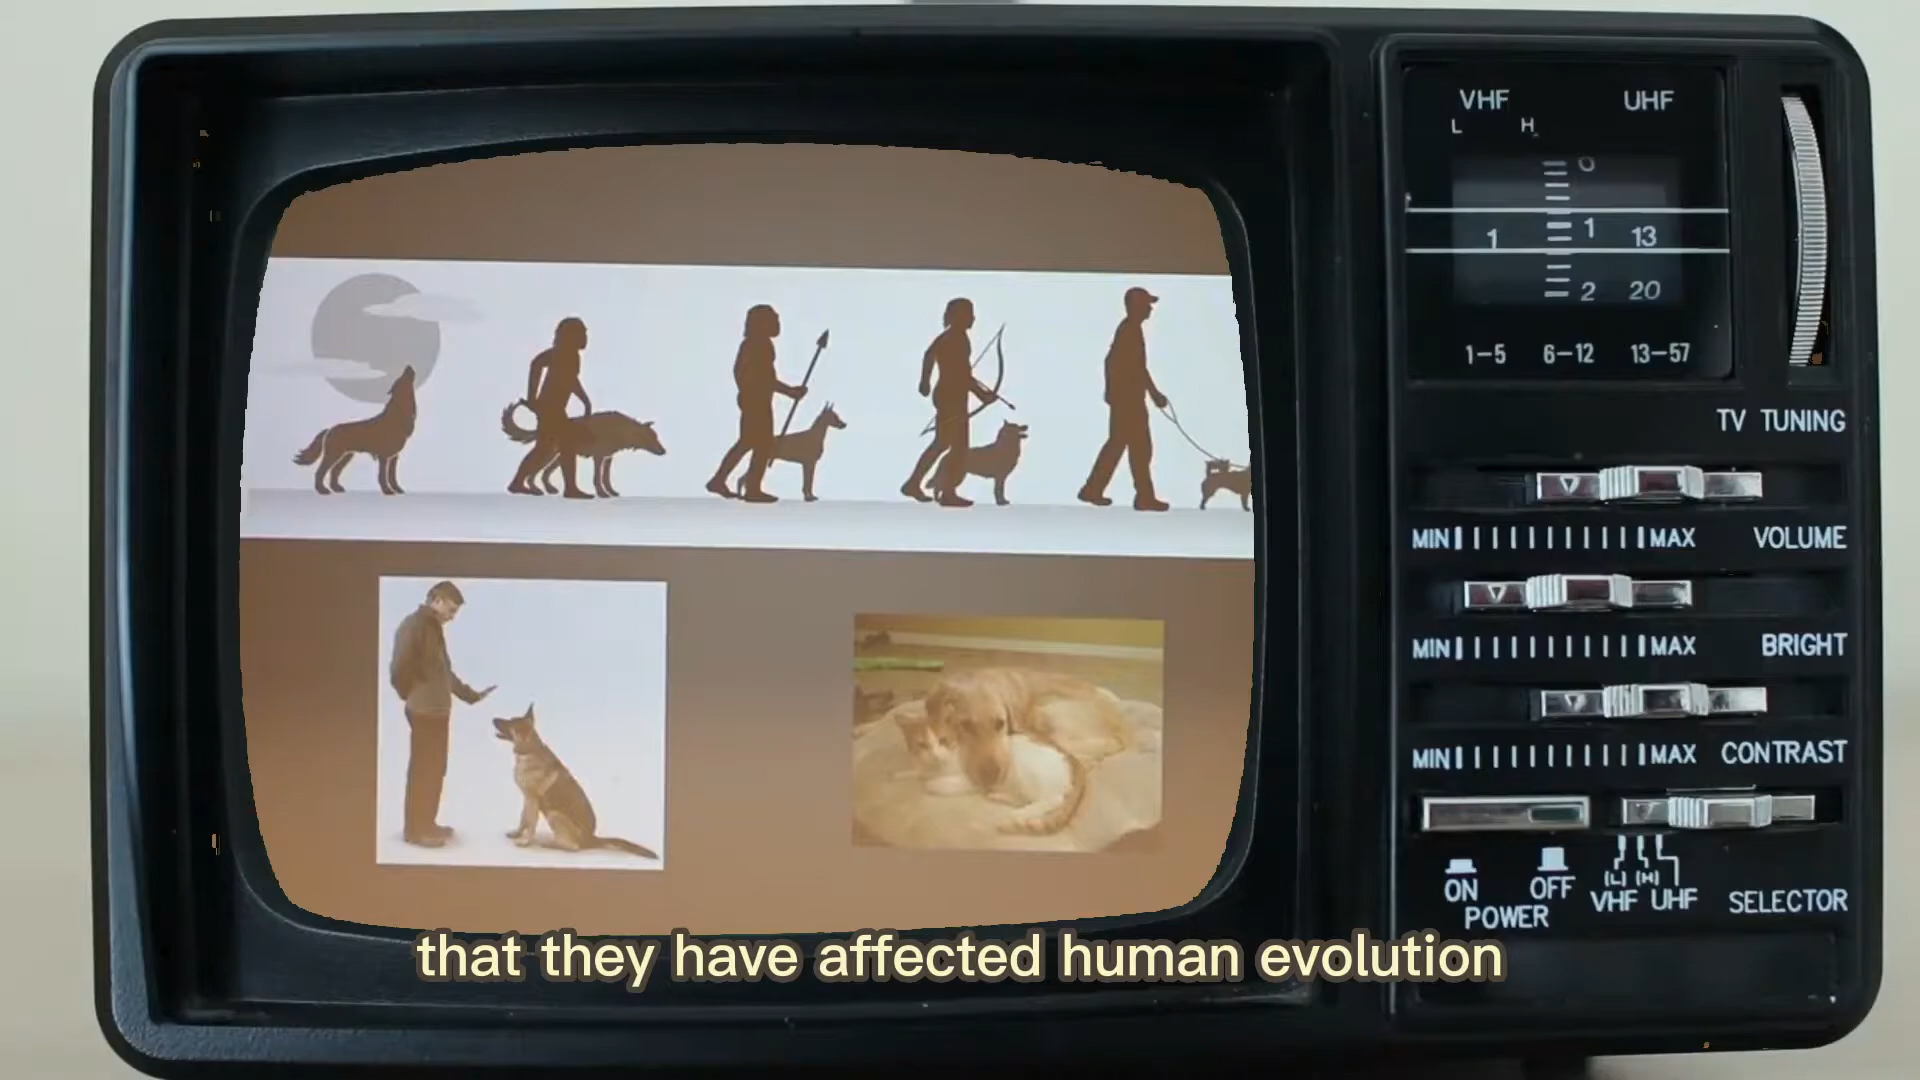 VHF UHF
L H
0
1 1 13
2 20
1-5 6-12 13-57
TV TUNING
MIN MAX VOLUME
MIN MAX BRIGHT
MIN MAX CONTRAST
ON OFF (L) (H)
VHF UHF SELECTOR
POWER
that they have affected human evolution